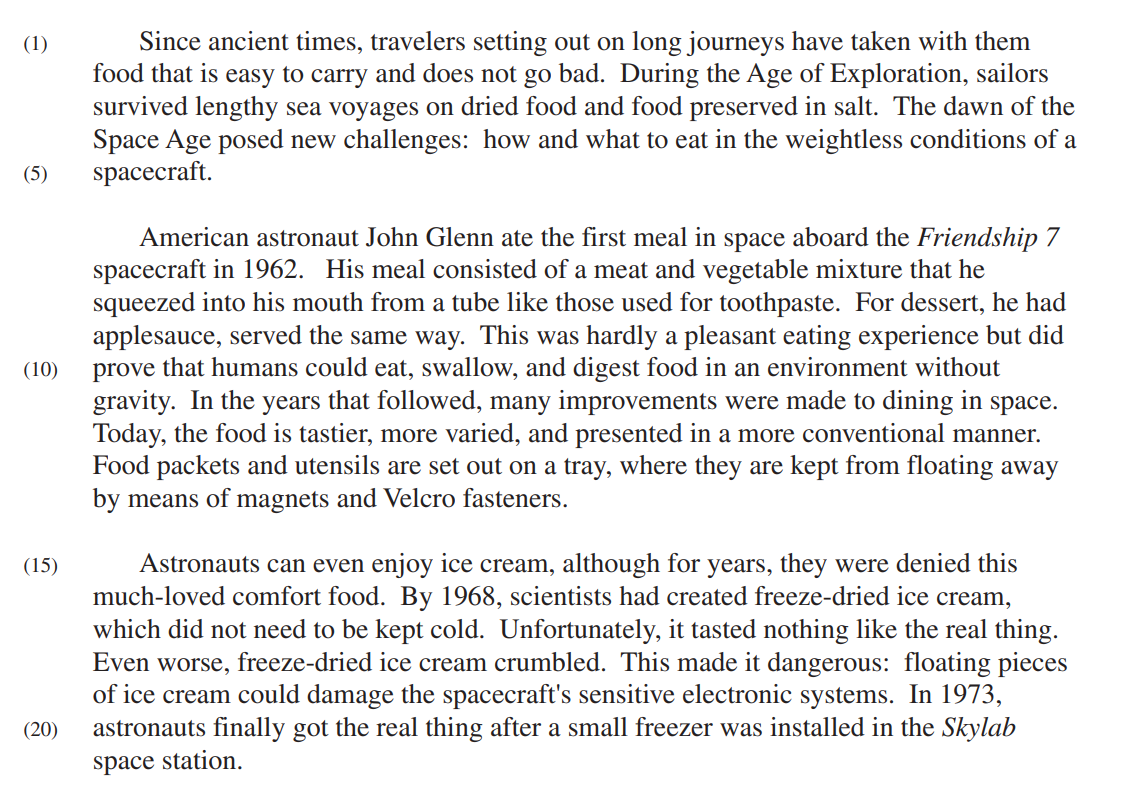 (1) Since ancient times, travelers setting out on long journeys have taken with them
food that is easy to carry and does not go bad. During the Age of Exploration, sailors
survived lengthy sea voyages on dried food and food preserved in salt. The dawn of the
Space Age posed new challenges: how and what to eat in the weightless conditions of a
(5) spacecraft.
American astronaut John Glenn ate the first meal in space aboard the Friendship 7
spacecraft in 1962. His meal consisted of a meat and vegetable mixture that he
squeezed into his mouth from a tube like those used for toothpaste. For dessert, he had
applesauce, served the same way. This was hardly a pleasant eating experience but did
(10) prove that humans could eat, swallow, and digest food in an environment without
gravity. In the years that followed, many improvements were made to dining in space.
Today, the food is tastier, more varied, and presented in a more conventional manner.
Food packets and utensils are set out on a tray, where they are kept from floating away
by means of magnets and Velcro fasteners.
(15) Astronauts can even enjoy ice cream, although for years, they were denied this
much-loved comfort food. By 1968, scientists had created freeze-dried ice cream,
which did not need to be kept cold. Unfortunately, it tasted nothing like the real thing.
Even worse, freeze-dried ice cream crumbled. This made it dangerous: floating pieces
of ice cream could damage the spacecraft's sensitive electronic systems. In 1973,
(20) astronauts finally got the real thing after a small freezer was installed in the Skylab
space station.